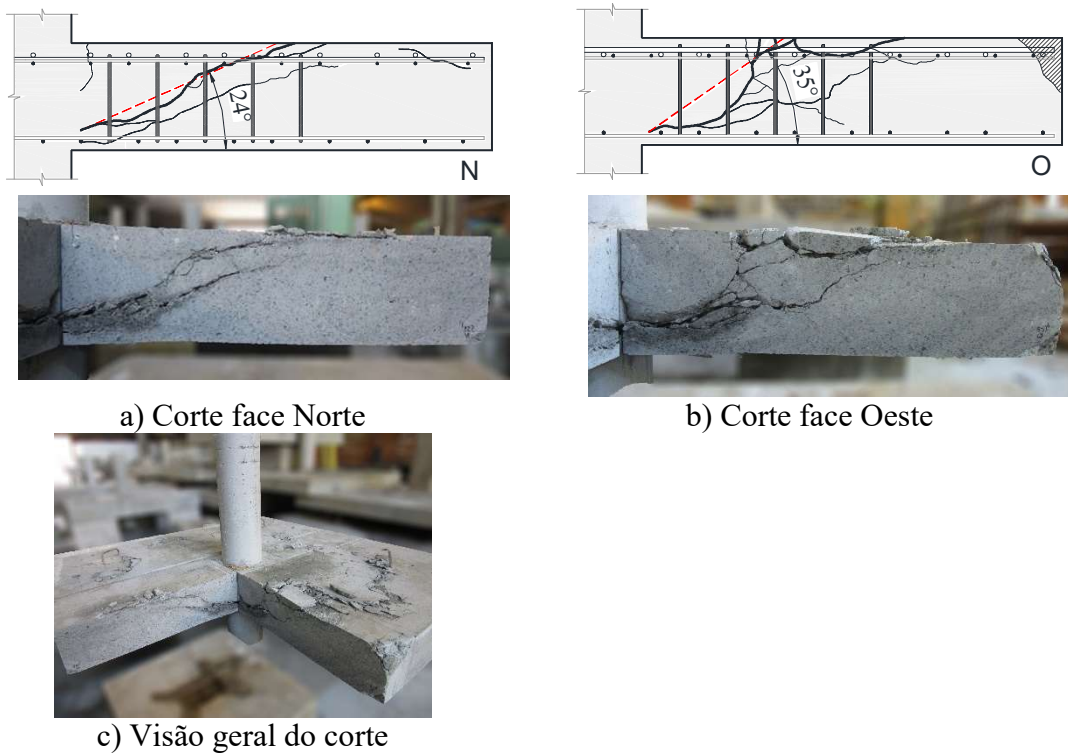 24°
N
35°
O
a) Corte face Norte
b) Corte face Oeste
c) Visão geral do corte